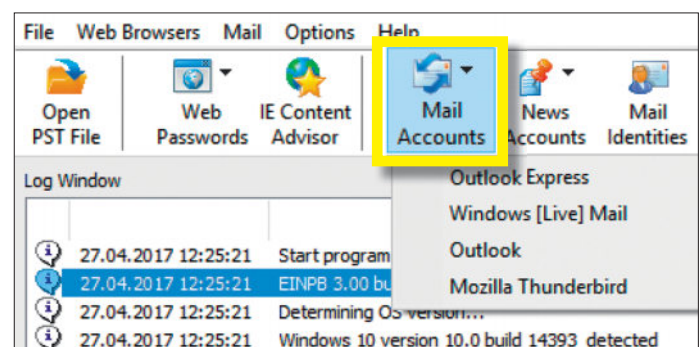 File Web Browsers Mail Options Help
Open PST File
Web Passwords
IE Content Advisor
Mail Accounts
News Accounts
Mail Identities
Log Window
Outlook Express
Windows [Live] Mail
Outlook
Mozilla Thunderbird
27.04.2017 12:25:21 Start program
27.04.2017 12:25:21 EINPB 3.00 bu
27.04.2017 12:25:21 Determining OS version...
27.04.2017 12:25:21 Windows 10 version 10.0 build 14393 detected